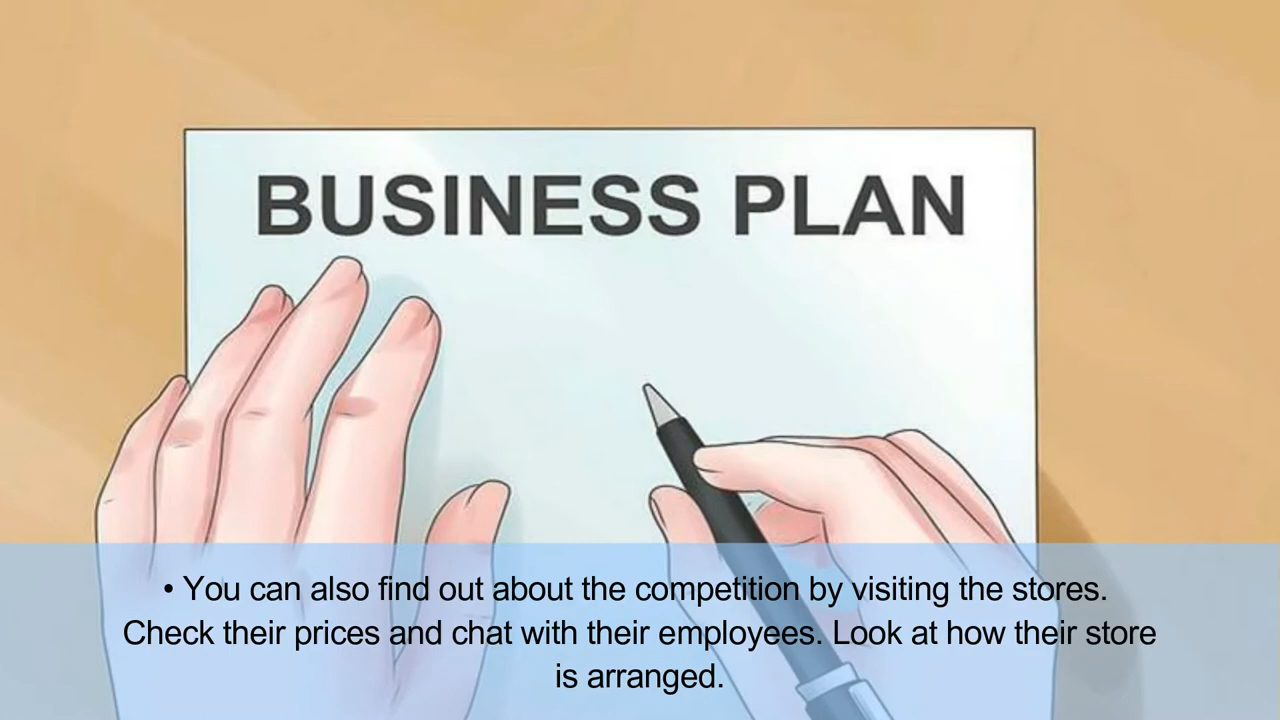 BUSINESS PLAN
• You can also find out about the competition by visiting the stores.
Check their prices and chat with their employees. Look at how their store
is arranged.